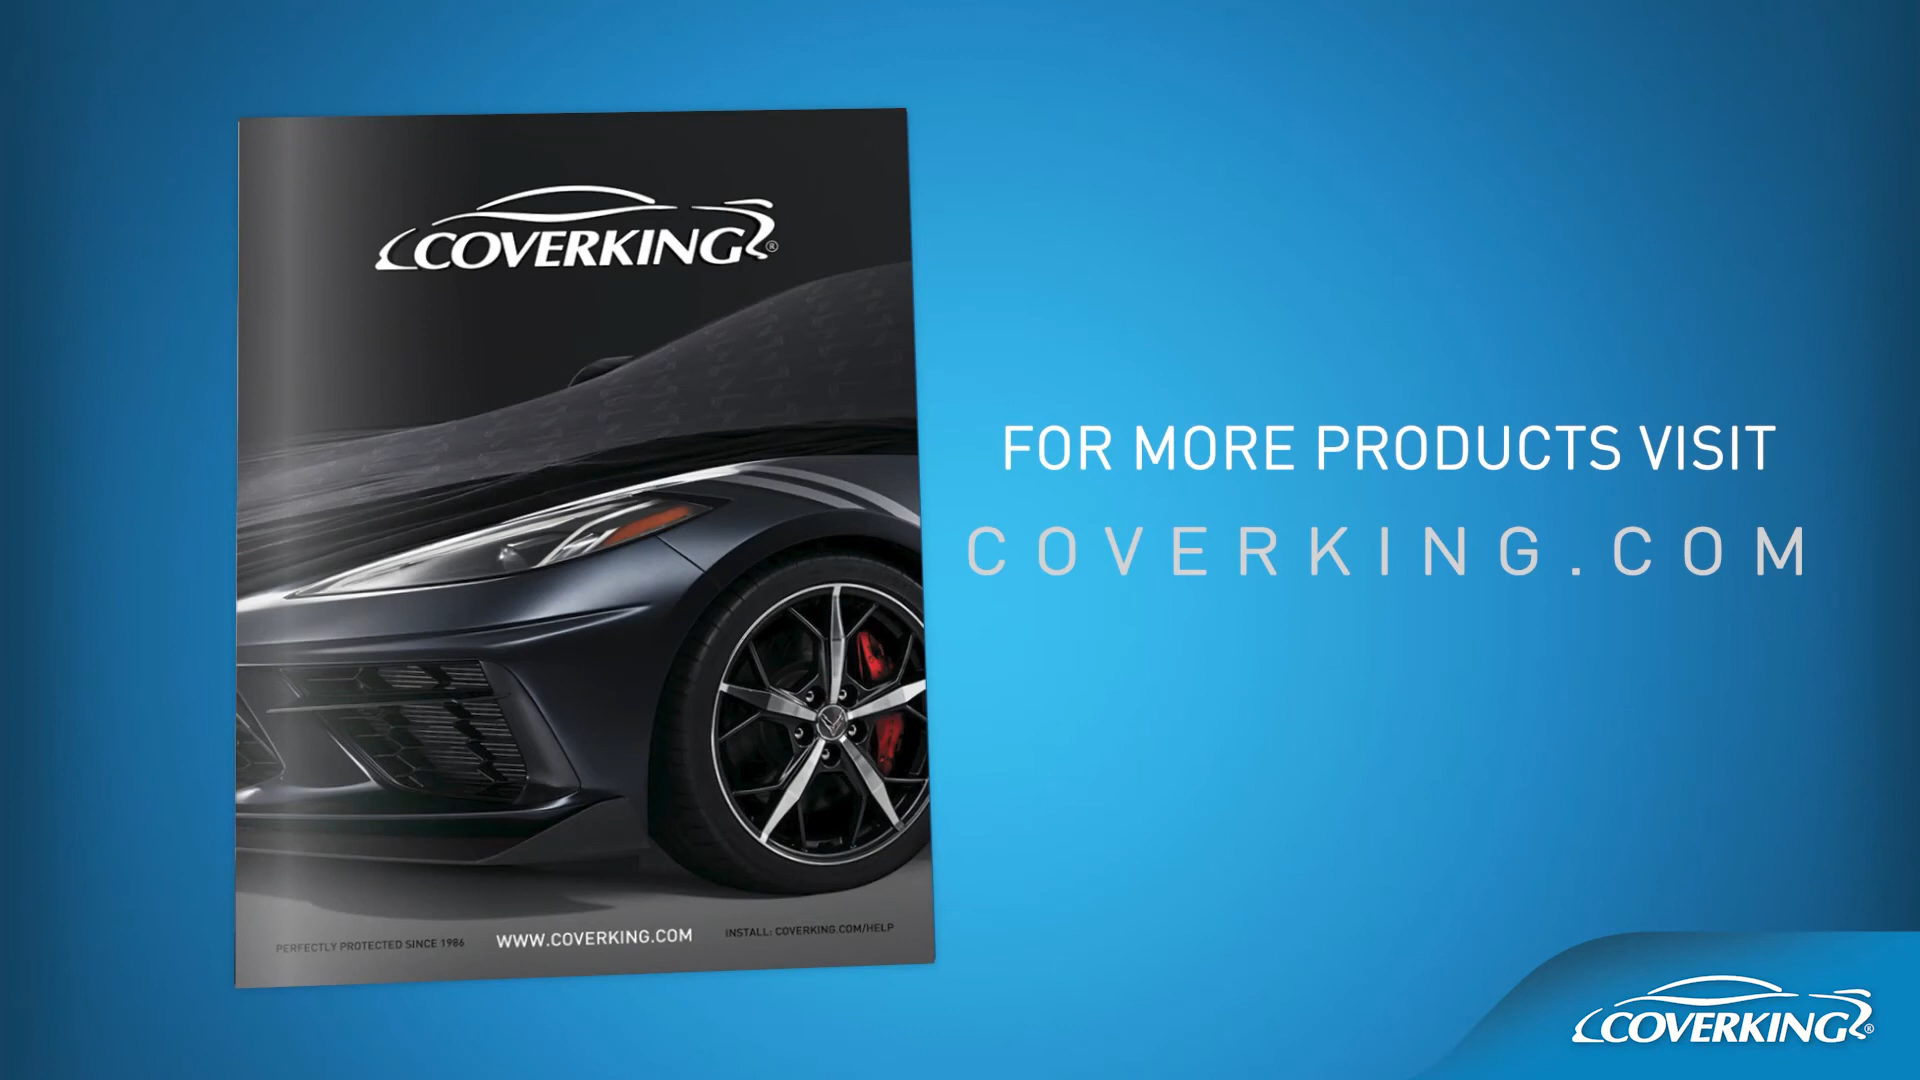 COVERKING®
PERFECTLY PROTECTED SINCE 1986
WWW.COVERKING.COM
INSTALL: COVERKING.COM/HELP
FOR MORE PRODUCTS VISIT
COVERKING.COM
COVERKING®